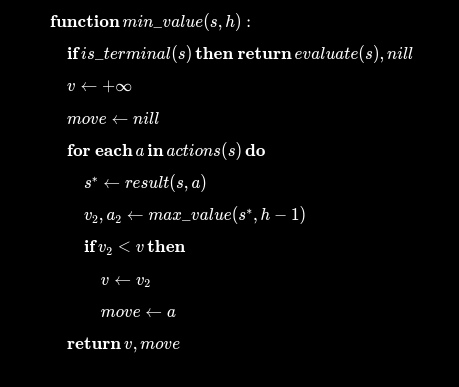 function min_value(s, h) :
if is_terminal(s) then return evaluate(s), nill
v ← +∞
move ← nill
for each a in actions(s) do
s* ← result(s, a)
v₂, a₂ ← max_value(s*, h − 1)
if v₂ < v then
v ← v₂
move ← a
return v, move